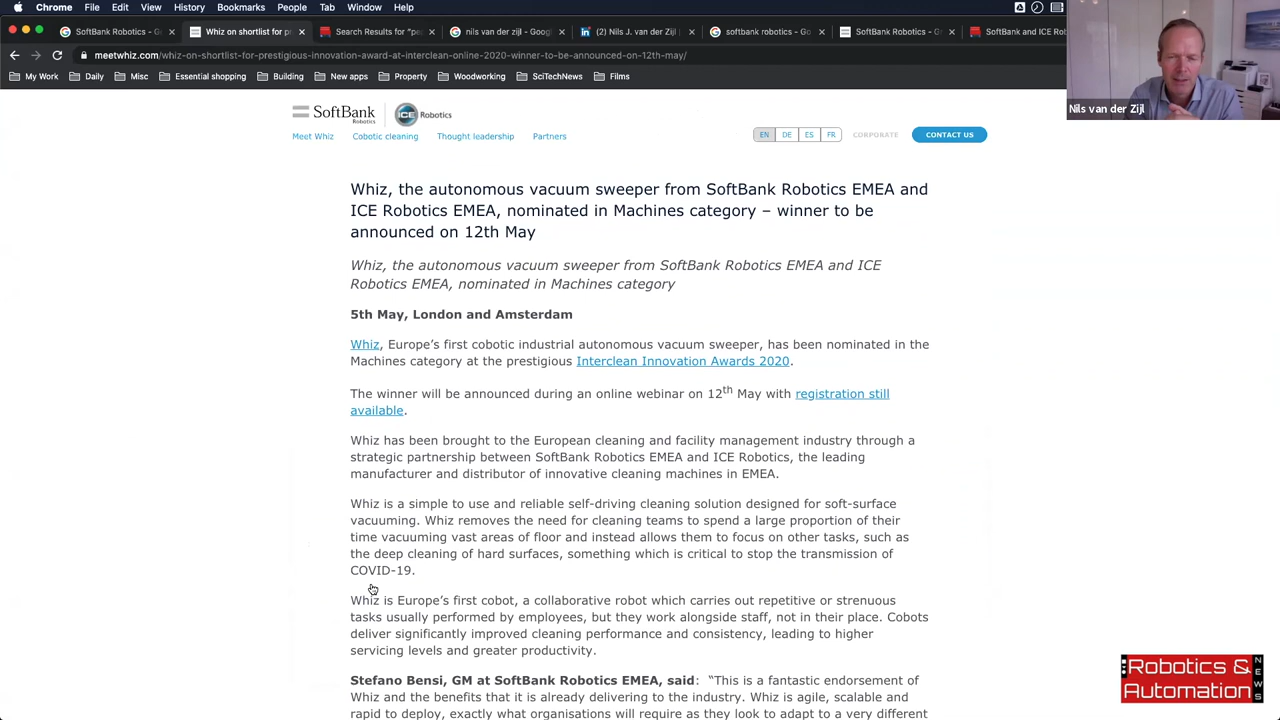 Chrome File Edit View History Bookmarks People Tab Window Help
SoftBank Robotics - G
Whiz on shortlist for p
Search Results for "pe
nils van der zijl - Goog
(2) Nils J. van der Zijl
softbank robotics - Go
SoftBank Robotics - G
SoftBank and ICE Rob
meetwhiz.com/whiz-on-shortlist-for-prestigious-innovation-award-at-interclean-online-2020-winner-to-be-announced-on-12th-may/
My Work Daily Misc Essential shopping Building New apps Property Woodworking SciTechNews Films
Nils van der Zijl
SoftBank Robotics ICE Robotics
Meet Whiz Cobotic cleaning Thought leadership Partners
EN DE ES FR CORPORATE CONTACT US
Whiz, the autonomous vacuum sweeper from SoftBank Robotics EMEA and
ICE Robotics EMEA, nominated in Machines category – winner to be
announced on 12th May
Whiz, the autonomous vacuum sweeper from SoftBank Robotics EMEA and ICE
Robotics EMEA, nominated in Machines category
5th May, London and Amsterdam
Whiz, Europe's first cobotic industrial autonomous vacuum sweeper, has been nominated in the
Machines category at the prestigious Interclean Innovation Awards 2020.
The winner will be announced during an online webinar on 12th May with registration still
available.
Whiz has been brought to the European cleaning and facility management industry through a
strategic partnership between SoftBank Robotics EMEA and ICE Robotics, the leading
manufacturer and distributor of innovative cleaning machines in EMEA.
Whiz is a simple to use and reliable self-driving cleaning solution designed for soft-surface
vacuuming. Whiz removes the need for cleaning teams to spend a large proportion of their
time vacuuming vast areas of floor and instead allows them to focus on other tasks, such as
the deep cleaning of hard surfaces, something which is critical to stop the transmission of
COVID-19.
Whiz is Europe's first cobot, a collaborative robot which carries out repetitive or strenuous
tasks usually performed by employees, but they work alongside staff, not in their place. Cobots
deliver significantly improved cleaning performance and consistency, leading to higher
servicing levels and greater productivity.
Stefano Bensi, GM at SoftBank Robotics EMEA, said: "This is a fantastic endorsement of
Whiz and the benefits that it is already delivering to the industry. Whiz is agile, scalable and
rapid to deploy, exactly what organisations will require as they look to adapt to a very different
Robotics &
Automation
NEWS